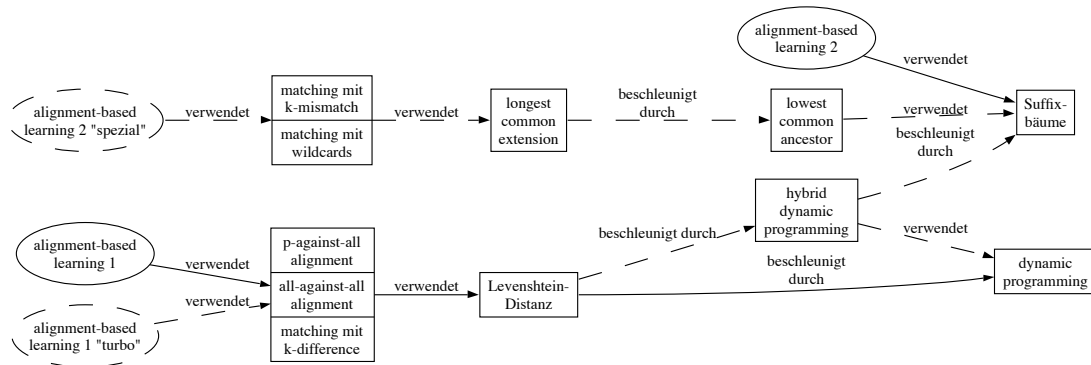 alignment-based
learning 2
verwendet
alignment-based
learning 2 "spezial"
verwendet
matching mit
k-mismatch
matching mit
wildcards
verwendet
longest
common
extension
beschleunigt
durch
lowest
common
ancestor
verwendet
Suffix-
bäume
beschleunigt
durch
hybrid
dynamic
programming
verwendet
alignment-based
learning 1
verwendet
verwendet
alignment-based
learning 1 "turbo"
p-against-all
alignment
all-against-all
alignment
matching mit
k-difference
verwendet
Levenshtein-
Distanz
beschleunigt durch
beschleunigt
durch
dynamic
programming